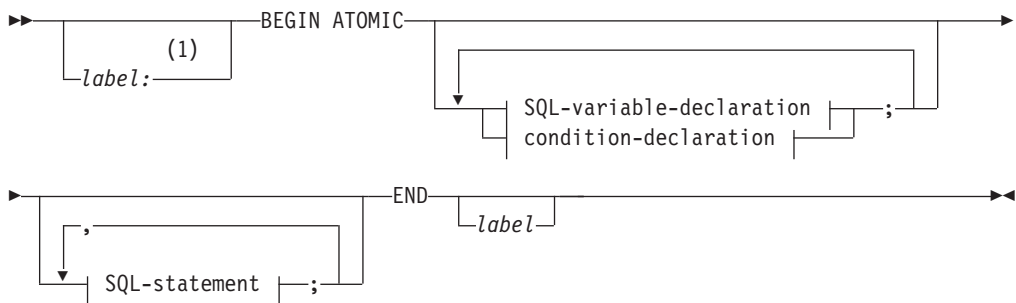 BEGIN ATOMIC
(1)
label:
;
SQL-variable-declaration ;
condition-declaration
END
label
,
SQL-statement ;